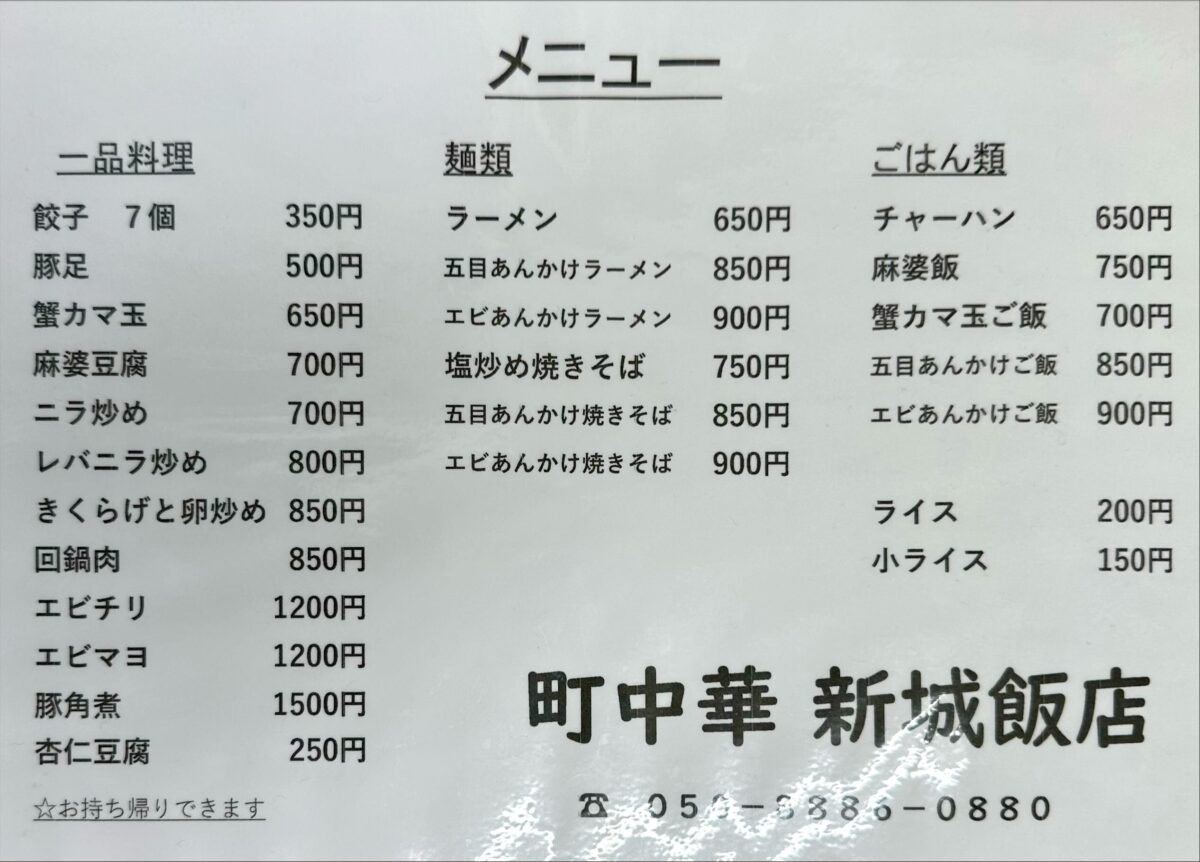 メニュー
一品料理
餃子　７個 350円
豚足 500円
蟹カマ玉 650円
麻婆豆腐 700円
ニラ炒め 700円
レバニラ炒め 800円
きくらげと卵炒め 850円
回鍋肉 850円
エビチリ 1200円
エビマヨ 1200円
豚角煮 1500円
杏仁豆腐 250円
☆お持ち帰りできます
麺類
ラーメン 650円
五目あんかけラーメン 850円
エビあんかけラーメン 900円
塩炒め焼きそば 750円
五目あんかけ焼きそば 850円
エビあんかけ焼きそば 900円
ごはん類
チャーハン 650円
麻婆飯 750円
蟹カマ玉ご飯 700円
五目あんかけご飯 850円
エビあんかけご飯 900円
ライス 200円
小ライス 150円
町中華 新城飯店
☎